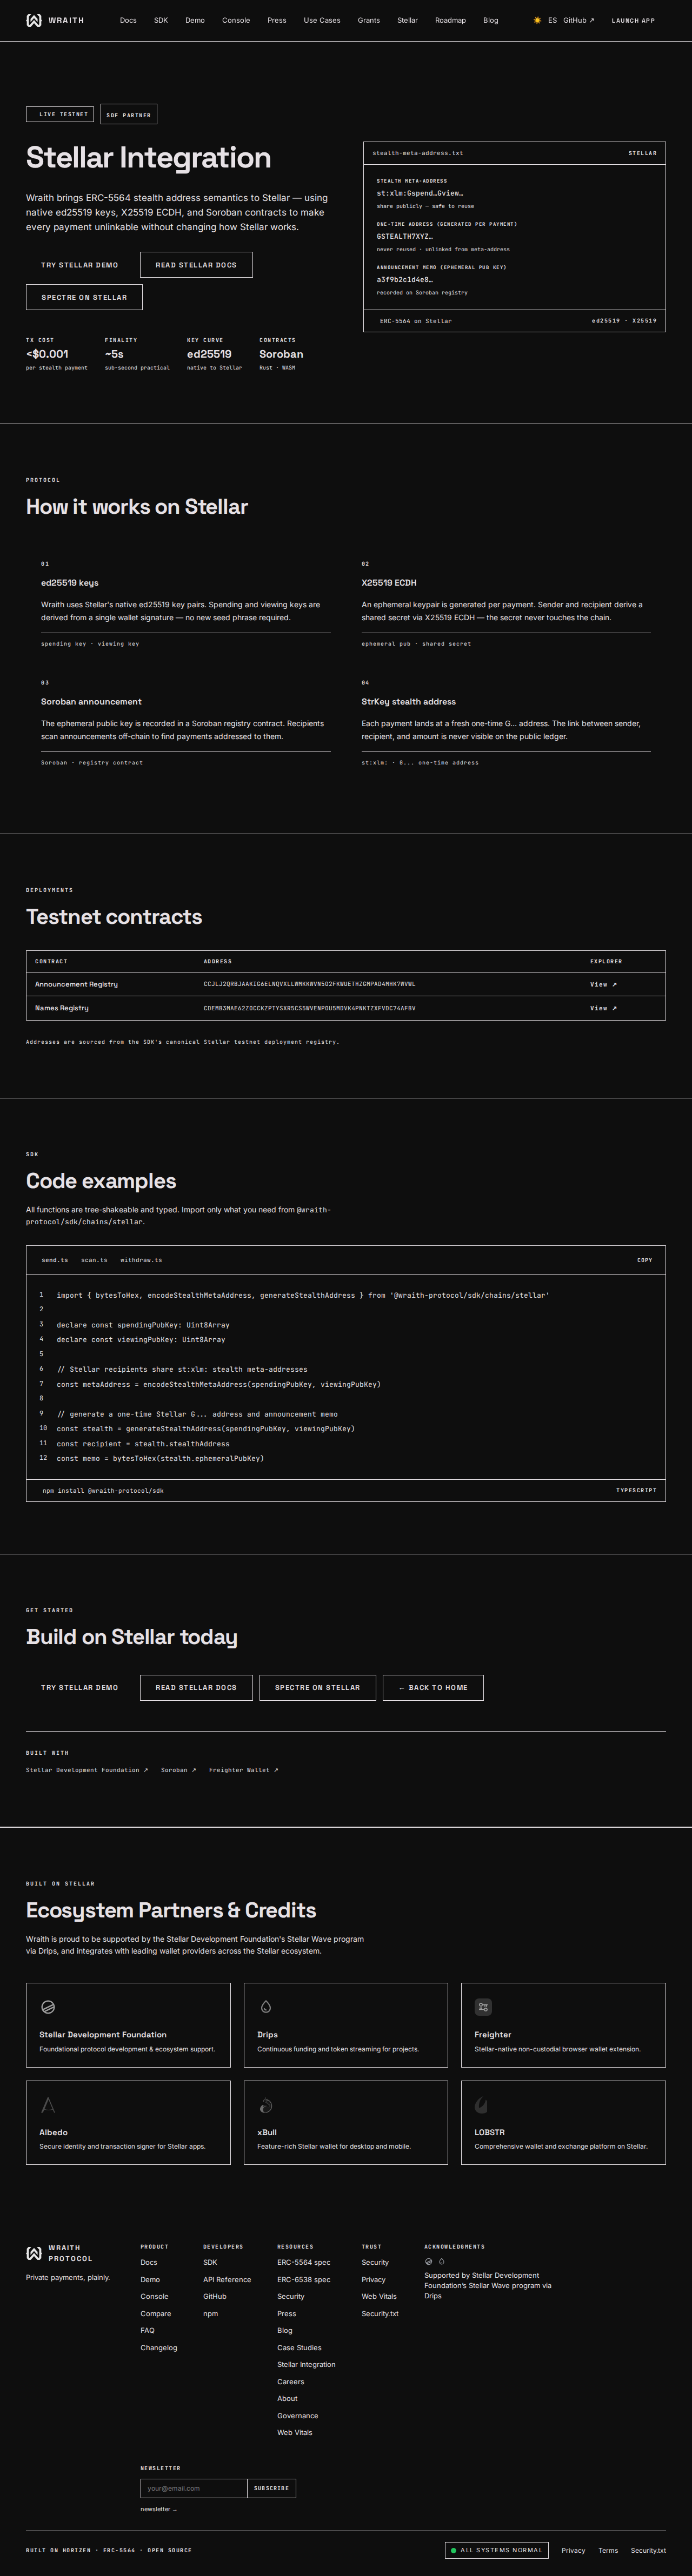 WRAITH
Docs SDK Demo Console Press Use Cases Grants Stellar Roadmap Blog
ES GitHub ↗ LAUNCH APP
LIVE TESTNET SDF PARTNER
Stellar Integration
Wraith brings ERC-5564 stealth address semantics to Stellar — using
native ed25519 keys, X25519 ECDH, and Soroban contracts to make
every payment unlinkable without changing how Stellar works.
TRY STELLAR DEMO READ STELLAR DOCS
SPECTRE ON STELLAR
TX COST FINALITY KEY CURVE CONTRACTS
<$0.001 ~5s ed25519 Soroban
per stealth payment sub-second practical native to Stellar Rust · WASM
stealth-meta-address.txt STELLAR
STEALTH META-ADDRESS
st:xlm:Gspend…Gview…
share publicly — safe to reuse
ONE-TIME ADDRESS (GENERATED PER PAYMENT)
GSTEALTH7XYZ…
never reused · unlinked from meta-address
ANNOUNCEMENT MEMO (EPHEMERAL PUB KEY)
a3f9b2c1d4e8…
recorded on Soroban registry
ERC-5564 on Stellar ed25519 · X25519
PROTOCOL
How it works on Stellar
01
ed25519 keys
Wraith uses Stellar's native ed25519 key pairs. Spending and viewing keys are
derived from a single wallet signature — no new seed phrase required.
spending key · viewing key
02
X25519 ECDH
An ephemeral keypair is generated per payment. Sender and recipient derive a
shared secret via X25519 ECDH — the secret never touches the chain.
ephemeral pub · shared secret
03
Soroban announcement
The ephemeral public key is recorded in a Soroban registry contract. Recipients
scan announcements off-chain to find payments addressed to them.
Soroban · registry contract
04
StrKey stealth address
Each payment lands at a fresh one-time G... address. The link between sender,
recipient, and amount is never visible on the public ledger.
st:xlm: · G... one-time address
DEPLOYMENTS
Testnet contracts
CONTRACT ADDRESS EXPLORER
Announcement Registry View ↗
Names Registry View ↗
Addresses are sourced from the SDK's canonical Stellar testnet deployment registry.
SDK
Code examples
All functions are tree-shakeable and typed. Import only what you need from @wraith-
protocol/sdk/chains/stellar.
send.ts scan.ts withdraw.ts COPY
1 import { bytesToHex, encodeStealthMetaAddress, generateStealthAddress } from '@wraith-protocol/sdk/chains/stellar'
2
3 declare const spendingPubKey: Uint8Array
4 declare const viewingPubKey: Uint8Array
5
6 // Stellar recipients share st:xlm: stealth meta-addresses
7 const metaAddress = encodeStealthMetaAddress(spendingPubKey, viewingPubKey)
8
9 // generate a one-time Stellar G... address and announcement memo
10 const stealth = generateStealthAddress(spendingPubKey, viewingPubKey)
11 const recipient = stealth.stealthAddress
12 const memo = bytesToHex(stealth.ephemeralPubKey)
npm install @wraith-protocol/sdk TYPESCRIPT
GET STARTED
Build on Stellar today
TRY STELLAR DEMO READ STELLAR DOCS SPECTRE ON STELLAR ← BACK TO HOME
BUILT WITH
Stellar Development Foundation ↗ Soroban ↗ Freighter Wallet ↗
BUILT ON STELLAR
Ecosystem Partners & Credits
Wraith is proud to be supported by the Stellar Development Foundation's Stellar Wave program
via Drips, and integrates with leading wallet providers across the Stellar ecosystem.
Stellar Development Foundation
Foundational protocol development & ecosystem support.
Drips
Continuous funding and token streaming for projects.
Freighter
Stellar-native non-custodial browser wallet extension.
Albedo
Secure identity and transaction signer for Stellar apps.
xBull
Feature-rich Stellar wallet for desktop and mobile.
LOBSTR
Comprehensive wallet and exchange platform on Stellar.
WRAITH
PROTOCOL
Private payments, plainly.
PRODUCT
Docs
Demo
Console
Compare
FAQ
Changelog
DEVELOPERS
SDK
API Reference
GitHub
npm
RESOURCES
ERC-5564 spec
ERC-6538 spec
Security
Press
Blog
Case Studies
Stellar Integration
Careers
About
Governance
Web Vitals
TRUST
Security
Privacy
Web Vitals
Security.txt
ACKNOWLEDGMENTS
Supported by Stellar Development
Foundation's Stellar Wave program via
Drips
NEWSLETTER
your@email.com SUBSCRIBE
newsletter →
BUILT ON HORIZEN · ERC-5564 · OPEN SOURCE
ALL SYSTEMS NORMAL Privacy Terms Security.txt